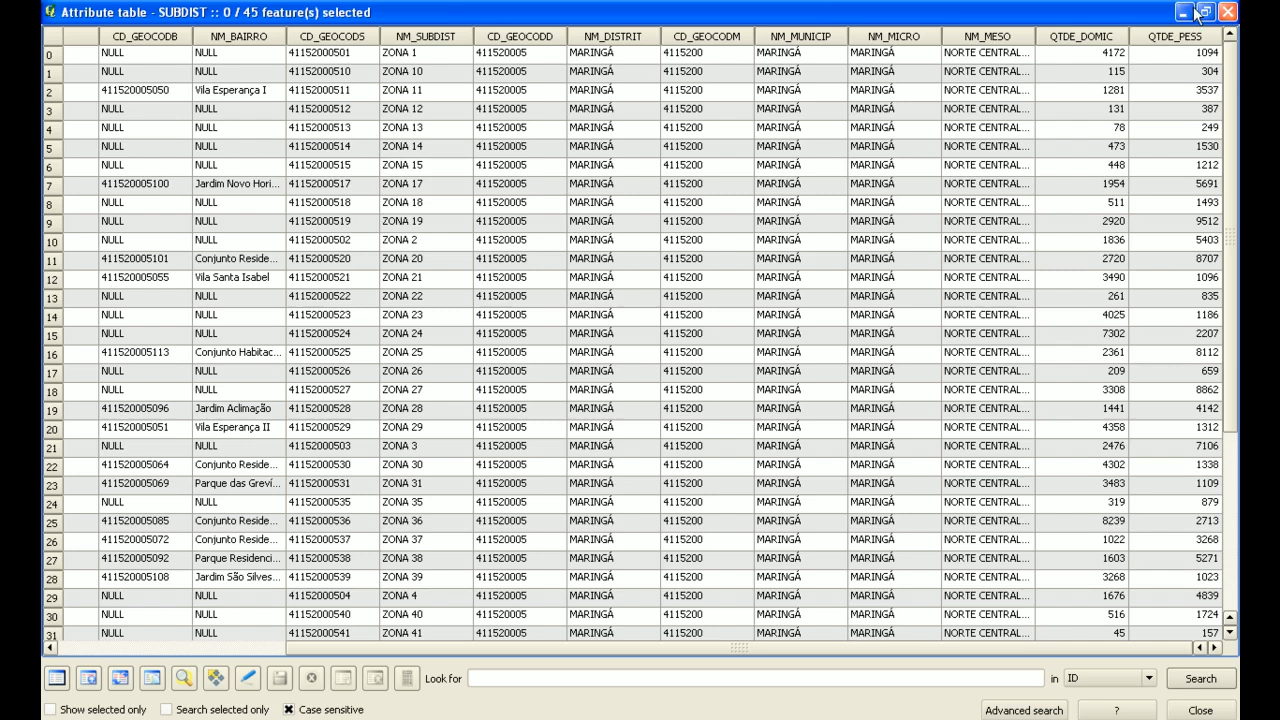 Attribute table - SUBDIST :: 0 / 45 feature(s) selected
CD_GEOCODB NM_BAIRRO CD_GEOCODS NM_SUBDIST CD_GEOCOD NM_DISTRIT CD_GEOCODM NM_MUNICIP NM_MICRO NM_MESO QTDE_DOMIC QTDE_PESS
0 NULL NULL 41152000501 ZONA 1 411520005 MARINGÁ 4115200 MARINGÁ MARINGÁ NORTE CENTRAL... 4172 1094
1 NULL NULL 41152000510 ZONA 10 411520005 MARINGÁ 4115200 MARINGÁ MARINGÁ NORTE CENTRAL... 115 304
2 411520005050 Vila Esperança I 41152000511 ZONA 11 411520005 MARINGÁ 4115200 MARINGÁ MARINGÁ NORTE CENTRAL... 1281 3537
3 NULL NULL 41152000512 ZONA 12 411520005 MARINGÁ 4115200 MARINGÁ MARINGÁ NORTE CENTRAL... 131 387
4 NULL NULL 41152000513 ZONA 13 411520005 MARINGÁ 4115200 MARINGÁ MARINGÁ NORTE CENTRAL... 78 249
5 NULL NULL 41152000514 ZONA 14 411520005 MARINGÁ 4115200 MARINGÁ MARINGÁ NORTE CENTRAL... 473 1530
6 NULL NULL 41152000515 ZONA 15 411520005 MARINGÁ 4115200 MARINGÁ MARINGÁ NORTE CENTRAL... 448 1212
7 411520005100 Jardim Novo Hori... 41152000517 ZONA 17 411520005 MARINGÁ 4115200 MARINGÁ MARINGÁ NORTE CENTRAL... 1954 5691
8 NULL NULL 41152000518 ZONA 18 411520005 MARINGÁ 4115200 MARINGÁ MARINGÁ NORTE CENTRAL... 511 1493
9 NULL NULL 41152000519 ZONA 19 411520005 MARINGÁ 4115200 MARINGÁ MARINGÁ NORTE CENTRAL... 2920 9512
10 NULL NULL 41152000502 ZONA 2 411520005 MARINGÁ 4115200 MARINGÁ MARINGÁ NORTE CENTRAL... 1836 5403
11 411520005101 Conjunto Reside... 41152000520 ZONA 20 411520005 MARINGÁ 4115200 MARINGÁ MARINGÁ NORTE CENTRAL... 2720 8707
12 411520005055 Vila Santa Isabel 41152000521 ZONA 21 411520005 MARINGÁ 4115200 MARINGÁ MARINGÁ NORTE CENTRAL... 3490 1096
13 NULL NULL 41152000522 ZONA 22 411520005 MARINGÁ 4115200 MARINGÁ MARINGÁ NORTE CENTRAL... 261 835
14 NULL NULL 41152000523 ZONA 23 411520005 MARINGÁ 4115200 MARINGÁ MARINGÁ NORTE CENTRAL... 4025 1186
15 NULL NULL 41152000524 ZONA 24 411520005 MARINGÁ 4115200 MARINGÁ MARINGÁ NORTE CENTRAL... 7302 2207
16 411520005113 Conjunto Habitac... 41152000525 ZONA 25 411520005 MARINGÁ 4115200 MARINGÁ MARINGÁ NORTE CENTRAL... 2361 8112
17 NULL NULL 41152000526 ZONA 26 411520005 MARINGÁ 4115200 MARINGÁ MARINGÁ NORTE CENTRAL... 209 659
18 NULL NULL 41152000527 ZONA 27 411520005 MARINGÁ 4115200 MARINGÁ MARINGÁ NORTE CENTRAL... 3308 8862
19 411520005096 Jardim Aclimação 41152000528 ZONA 28 411520005 MARINGÁ 4115200 MARINGÁ MARINGÁ NORTE CENTRAL... 1441 4142
20 411520005051 Vila Esperança II 41152000529 ZONA 29 411520005 MARINGÁ 4115200 MARINGÁ MARINGÁ NORTE CENTRAL... 4358 1312
21 NULL NULL 41152000503 ZONA 3 411520005 MARINGÁ 4115200 MARINGÁ MARINGÁ NORTE CENTRAL... 2476 7106
22 411520005064 Conjunto Reside... 41152000530 ZONA 30 411520005 MARINGÁ 4115200 MARINGÁ MARINGÁ NORTE CENTRAL... 4302 1338
23 411520005069 Parque das Greví... 41152000531 ZONA 31 411520005 MARINGÁ 4115200 MARINGÁ MARINGÁ NORTE CENTRAL... 3483 1109
24 NULL NULL 41152000535 ZONA 35 411520005 MARINGÁ 4115200 MARINGÁ MARINGÁ NORTE CENTRAL... 319 879
25 411520005085 Conjunto Reside... 41152000536 ZONA 36 411520005 MARINGÁ 4115200 MARINGÁ MARINGÁ NORTE CENTRAL... 8239 2713
26 411520005072 Conjunto Reside... 41152000537 ZONA 37 411520005 MARINGÁ 4115200 MARINGÁ MARINGÁ NORTE CENTRAL... 1022 3268
27 411520005092 Parque Residenci... 41152000538 ZONA 38 411520005 MARINGÁ 4115200 MARINGÁ MARINGÁ NORTE CENTRAL... 1603 5271
28 411520005108 Jardim São Silves... 41152000539 ZONA 39 411520005 MARINGÁ 4115200 MARINGÁ MARINGÁ NORTE CENTRAL... 3268 1023
29 NULL NULL 41152000504 ZONA 4 411520005 MARINGÁ 4115200 MARINGÁ MARINGÁ NORTE CENTRAL... 1676 4839
30 NULL NULL 41152000540 ZONA 40 411520005 MARINGÁ 4115200 MARINGÁ MARINGÁ NORTE CENTRAL... 516 1724
31 NULL NULL 41152000541 ZONA 41 411520005 MARINGÁ 4115200 MARINGÁ MARINGÁ NORTE CENTRAL... 45 157
Look for in ID Search
Show selected only Search selected only Case sensitive Advanced search ? Close